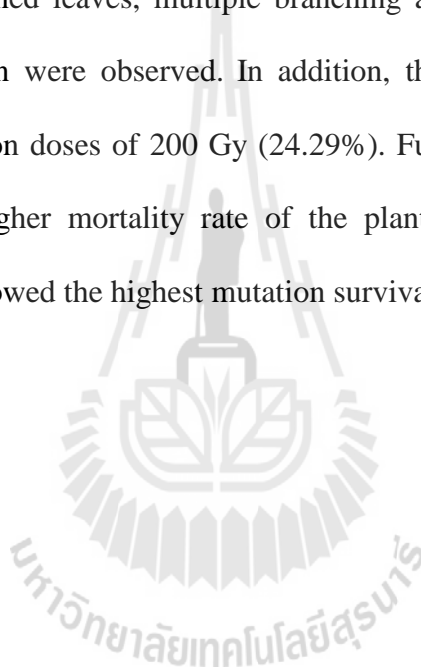 ned leaves, multiple branching a
n were observed. In addition, th
on doses of 200 Gy (24.29%). Fu
gher mortality rate of the plant
owed the highest mutation surviva
มหาวิทยาลัยเทคโนโลยีสุรนารี